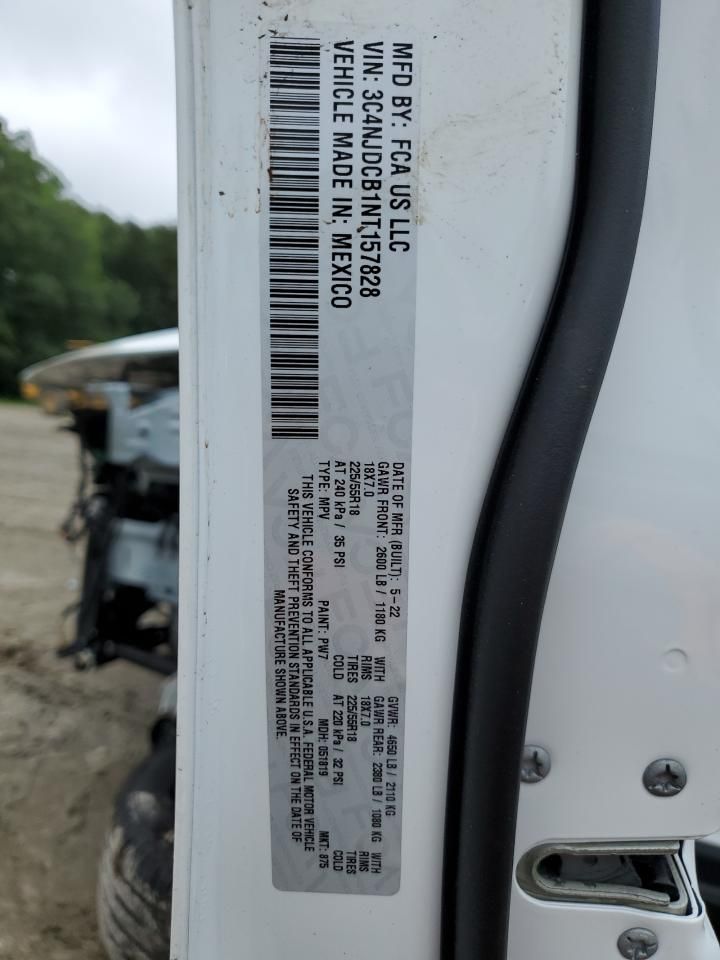 MFD BY: FCA US LLC
VIN: 3C4NJDCB1NT157828
VEHICLE MADE IN: MEXICO
DATE OF MFR (BUILT): 5-22 GVWR: 4650 LB / 2110 KG
GAWR FRONT: 2600 LB / 1180 KG WITH GAWR REAR: 2380 LB / 1080 KG WITH
18X7.0 RIMS 18X7.0 RIMS
225/55R18 TIRES 225/55R18 TIRES
AT 240 kPa / 35 PSI COLD AT 220 kPa / 32 PSI COLD
TYPE: MPV PAINT: PW7 MDH: 051819 MKT: 875
THIS VEHICLE CONFORMS TO ALL APPLICABLE U.S.A. FEDERAL MOTOR VEHICLE
SAFETY AND THEFT PREVENTION STANDARDS IN EFFECT ON THE DATE OF
MANUFACTURE SHOWN ABOVE.